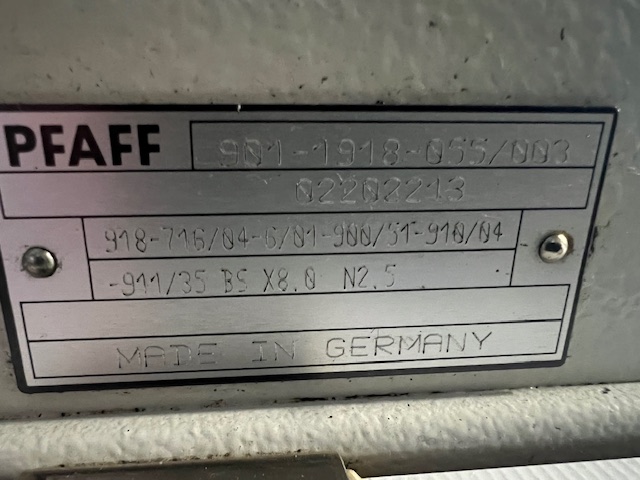 PFAFF 901-1918-055/003
02202213
918-716/04-6/01-900/51-910/04
-911/35 BS X8.0 N2.5
MADE IN GERMANY